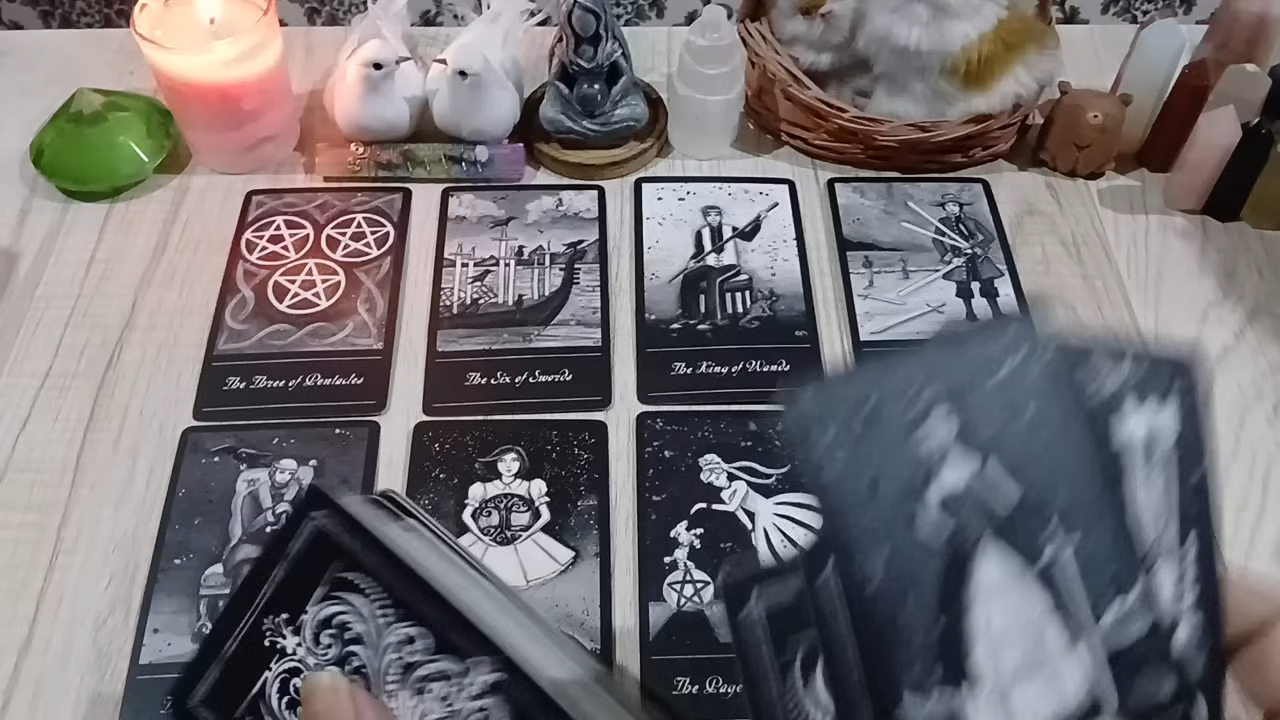 The Three of Pentacles
The Six of Swords
The King of Wands
The Page